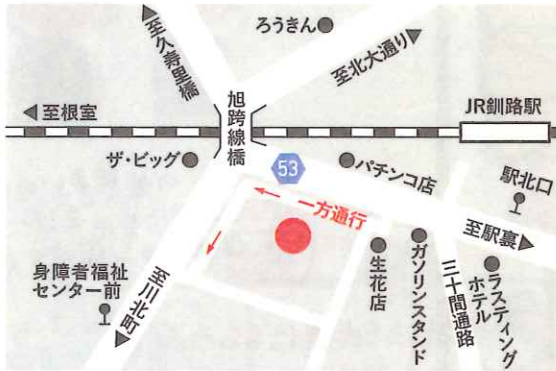 至久寿里橋
ろうきん
至北大通り
至根室
旭跨線橋
JR釧路駅
ザ・ビッグ
53
パチンコ店
駅北口
一方通行
至駅裏
身障者福祉
センター前
至川北町
生花店
ガソリンスタンド
三十間通路
ラスティング
ホテル